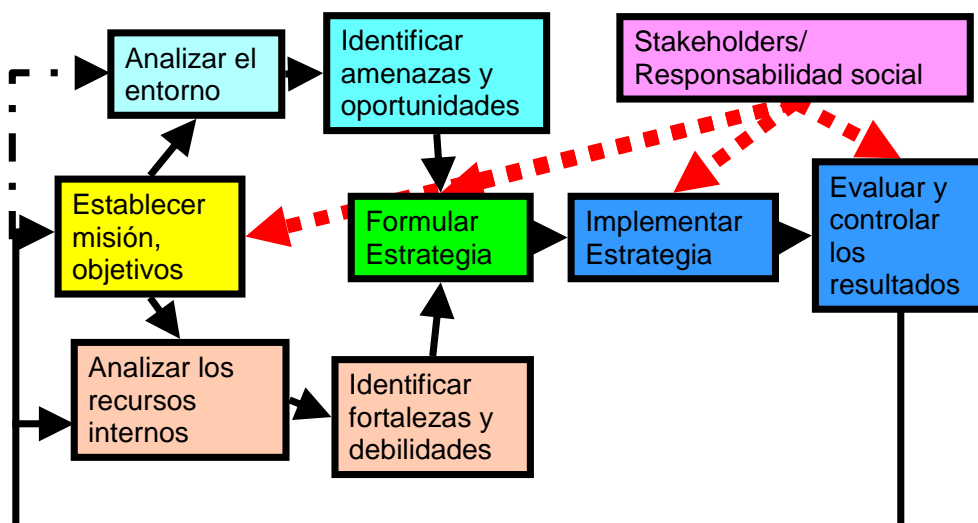 Analizar el
entorno
Identificar
amenazas y
oportunidades
Stakeholders/
Responsabilidad social
Establecer
misión,
objetivos
Formular
Estrategia
Implementar
Estrategia
Evaluar y
controlar
los
resultados
Analizar los
recursos
internos
Identificar
fortalezas y
debilidades